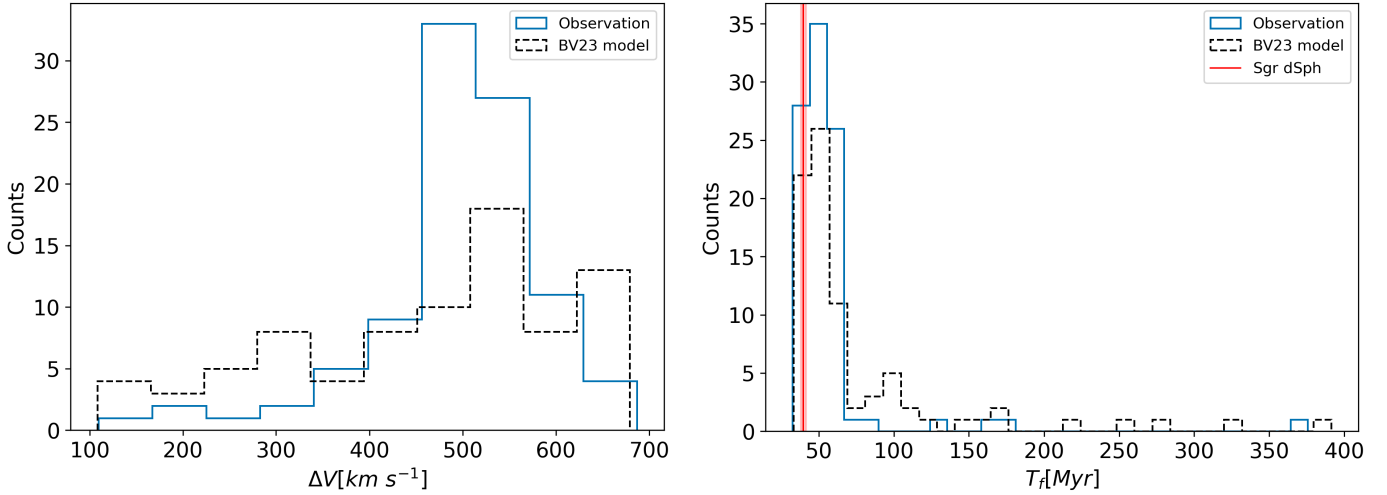 Observation
BV23 model
30
25
20
15
10
5
0
Counts
100 200 300 400 500 600 700
ΔV[km s⁻¹]
Observation
BV23 model
Sgr dSph
35
30
25
20
15
10
5
0
Counts
50 100 150 200 250 300 350 400
T_f[Myr]